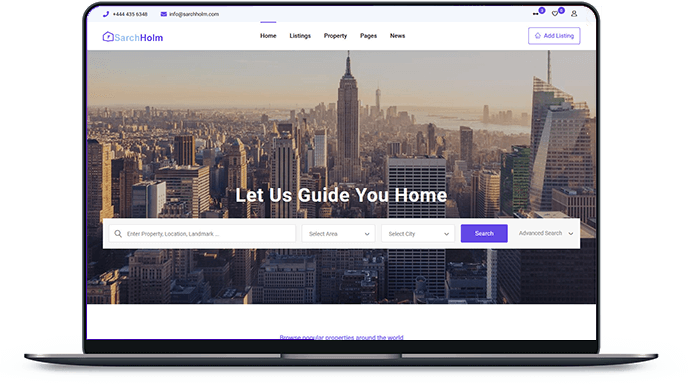 +444 435 6348 info@sarchholm.com 0 0
SarchHolm Home Listings Property Pages News Add Listing
Let Us Guide You Home
Enter Property, Location, Landmark ... Select Area Select City Search Advanced Search
Browse popular properties around the world